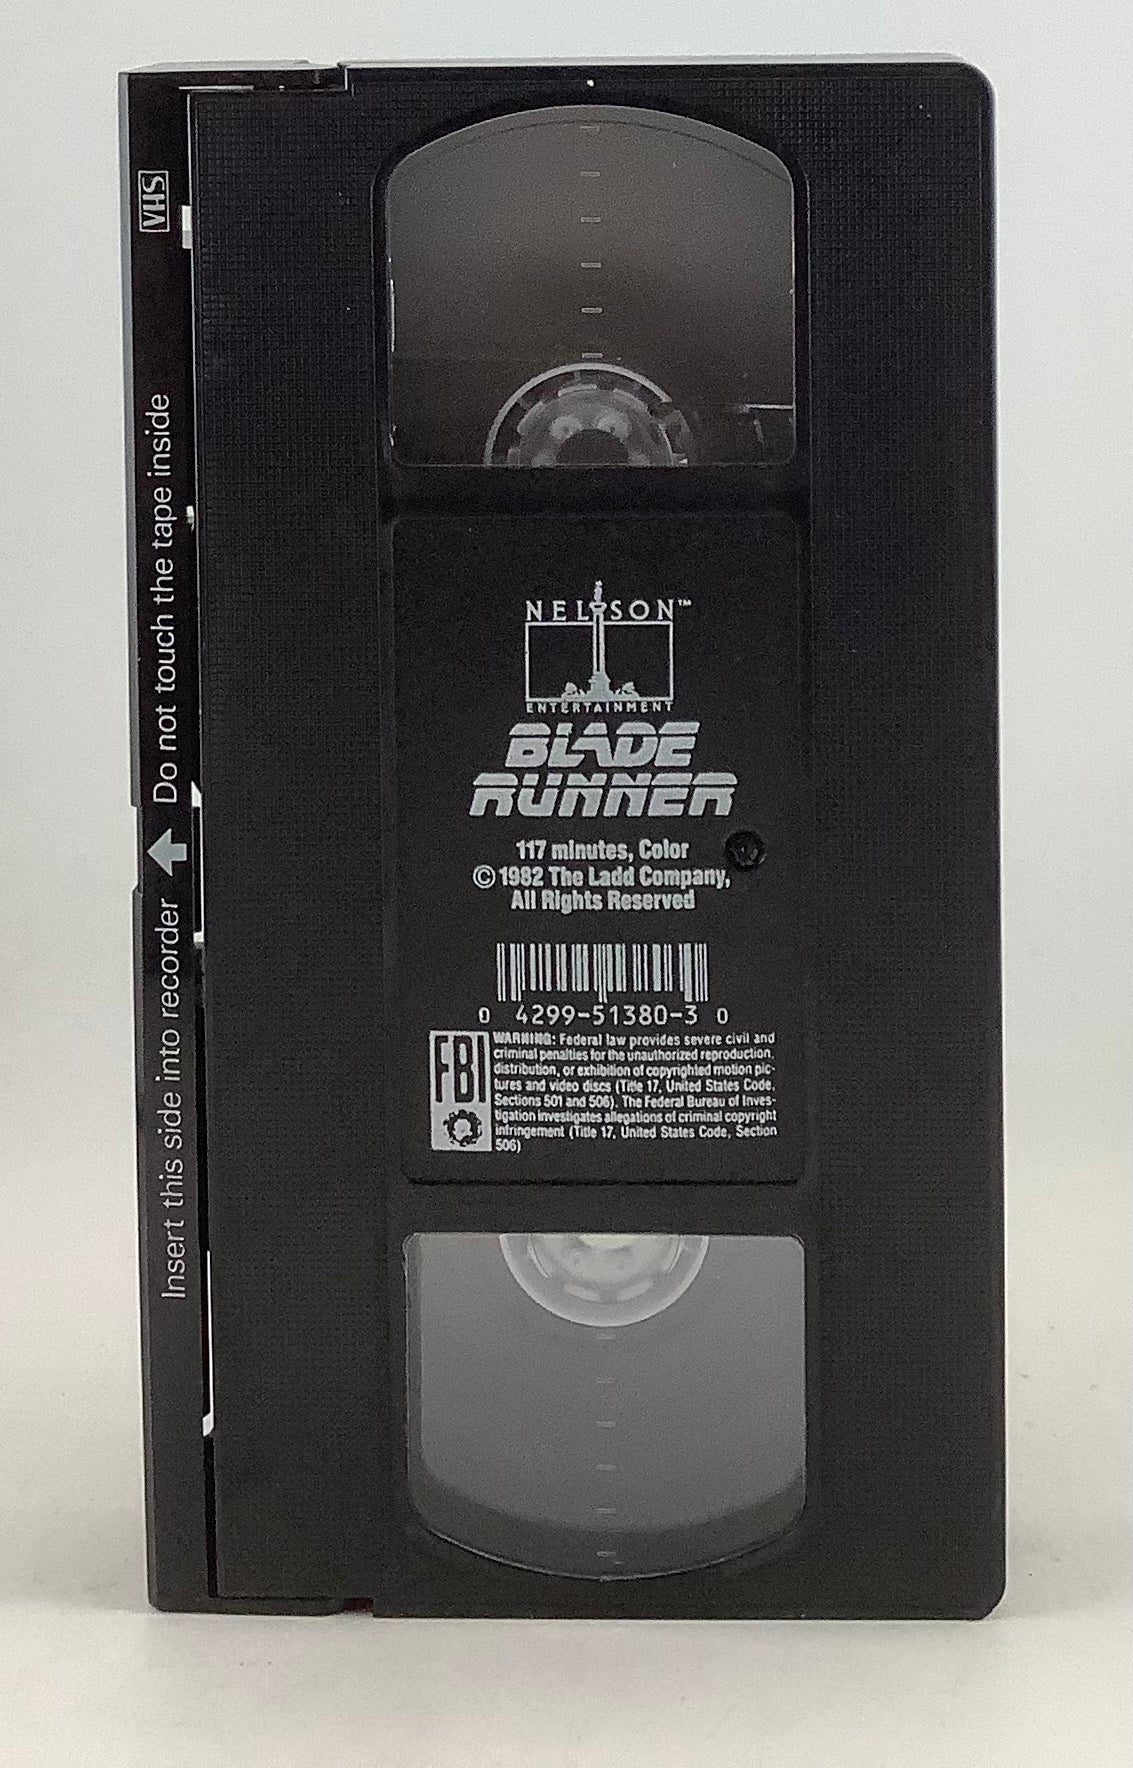 VHS
Insert this side into recorder ↑ Do not touch the tape inside
NELSON™
ENTERTAINMENT
BLADE
RUNNER
117 minutes, Color
© 1982 The Ladd Company,
All Rights Reserved
0 4299-51380-3 0
FBI
WARNING: Federal law provides severe civil and
criminal penalties for the unauthorized reproduction,
distribution, or exhibition of copyrighted motion pic-
tures and video discs (Title 17, United States Code,
Sections 501 and 506). The Federal Bureau of Inves-
tigation investigates allegations of criminal copyright
infringement (Title 17, United States Code, Section
506)